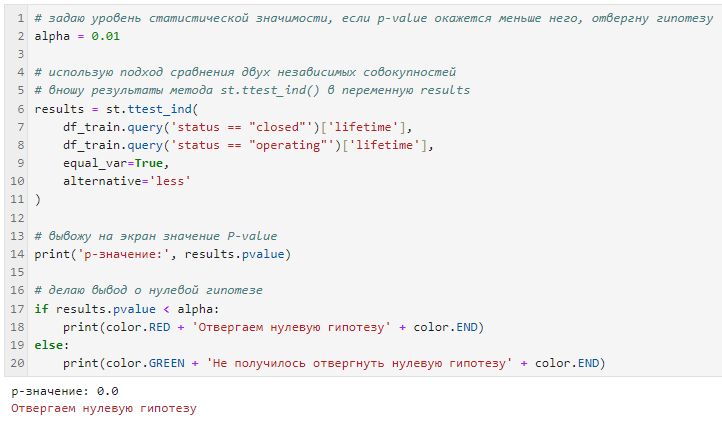 1 # задаю уровень статистической значимости, если p-value окажется меньше него, отвергну гипотезу
2 alpha = 0.01
3
4 # использую подход сравнения двух независимых совокупностей
5 # вношу результаты метода st.ttest_ind() в переменную results
6 results = st.ttest_ind(
7     df_train.query('status == "closed"')['lifetime'],
8     df_train.query('status == "operating"')['lifetime'],
9     equal_var=True,
10     alternative='less'
11 )
12
13 # вывожу на экран значение P-value
14 print('p-значение:', results.pvalue)
15
16 # делаю вывод о нулевой гипотезе
17 if results.pvalue < alpha:
18     print(color.RED + 'Отвергаем нулевую гипотезу' + color.END)
19 else:
20     print(color.GREEN + 'Не получилось отвергнуть нулевую гипотезу' + color.END)
p-значение: 0.0
Отвергаем нулевую гипотезу